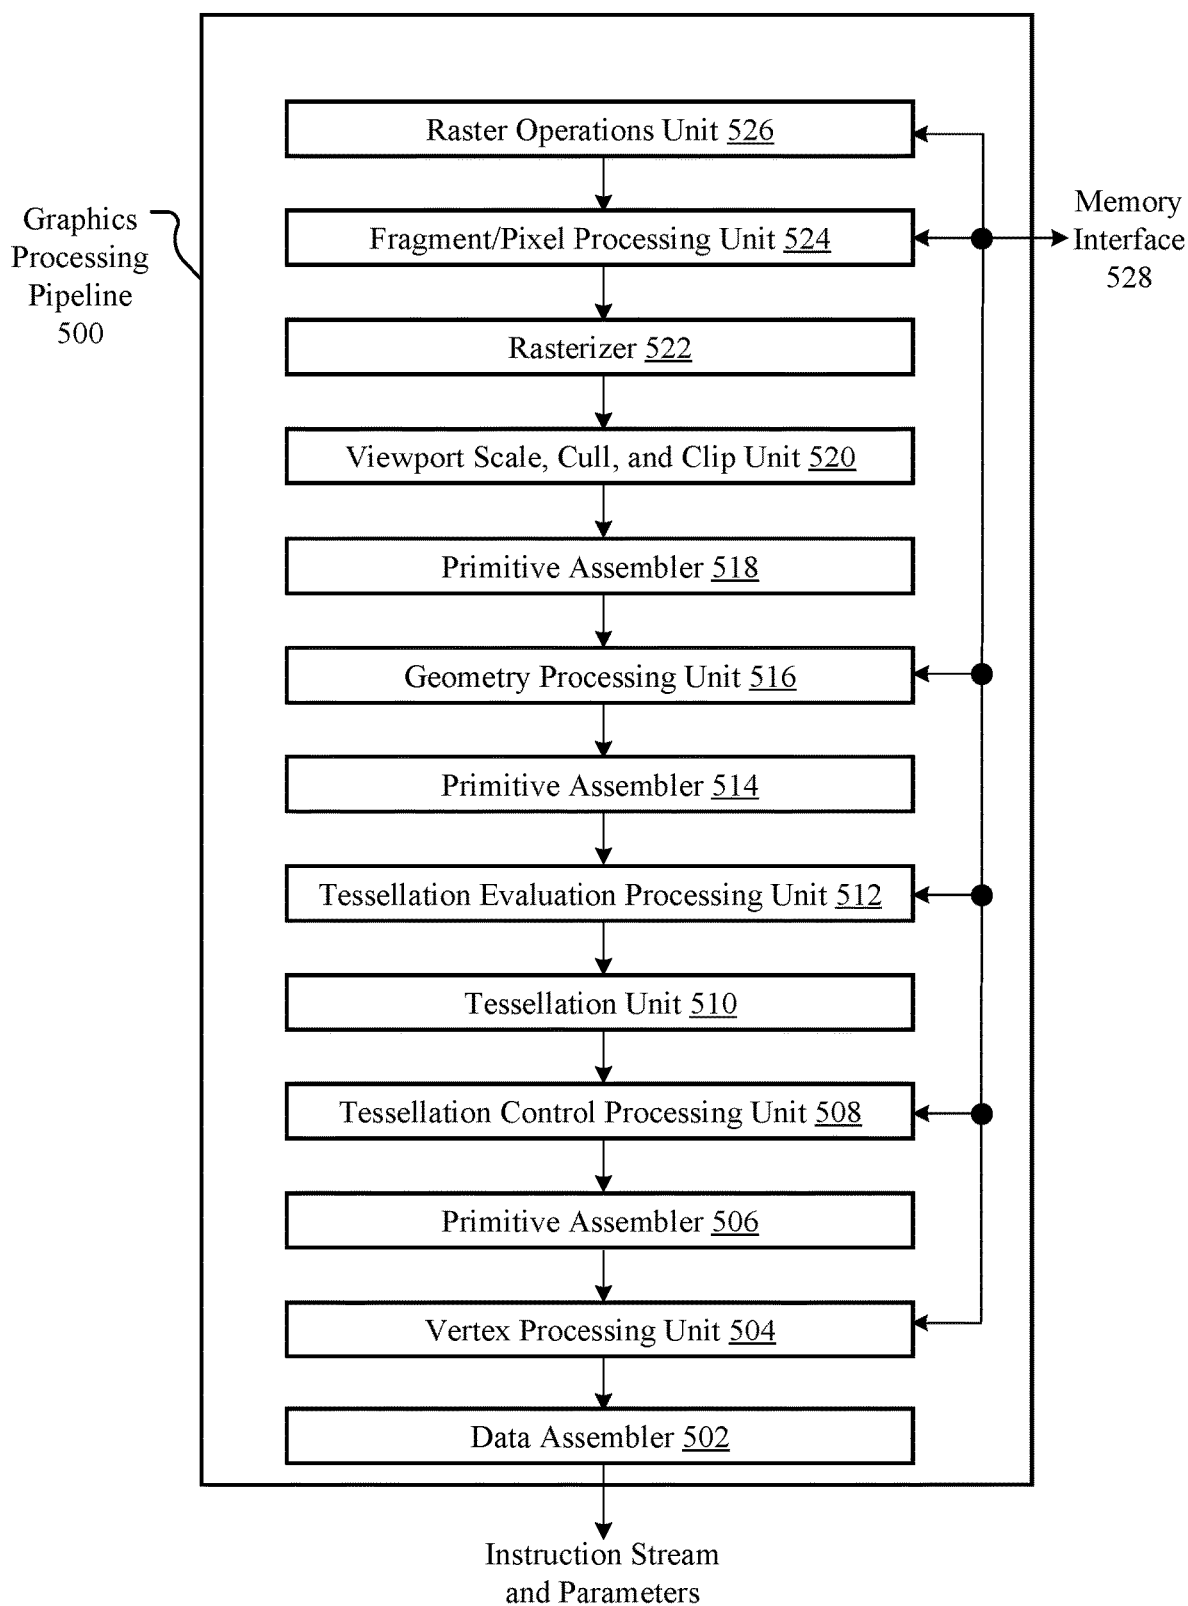 Raster Operations Unit 526
Graphics
Processing
Pipeline
500
Fragment/Pixel Processing Unit 524
Memory
Interface
528
Rasterizer 522
Viewport Scale, Cull, and Clip Unit 520
Primitive Assembler 518
Geometry Processing Unit 516
Primitive Assembler 514
Tessellation Evaluation Processing Unit 512
Tessellation Unit 510
Tessellation Control Processing Unit 508
Primitive Assembler 506
Vertex Processing Unit 504
Data Assembler 502
Instruction Stream
and Parameters